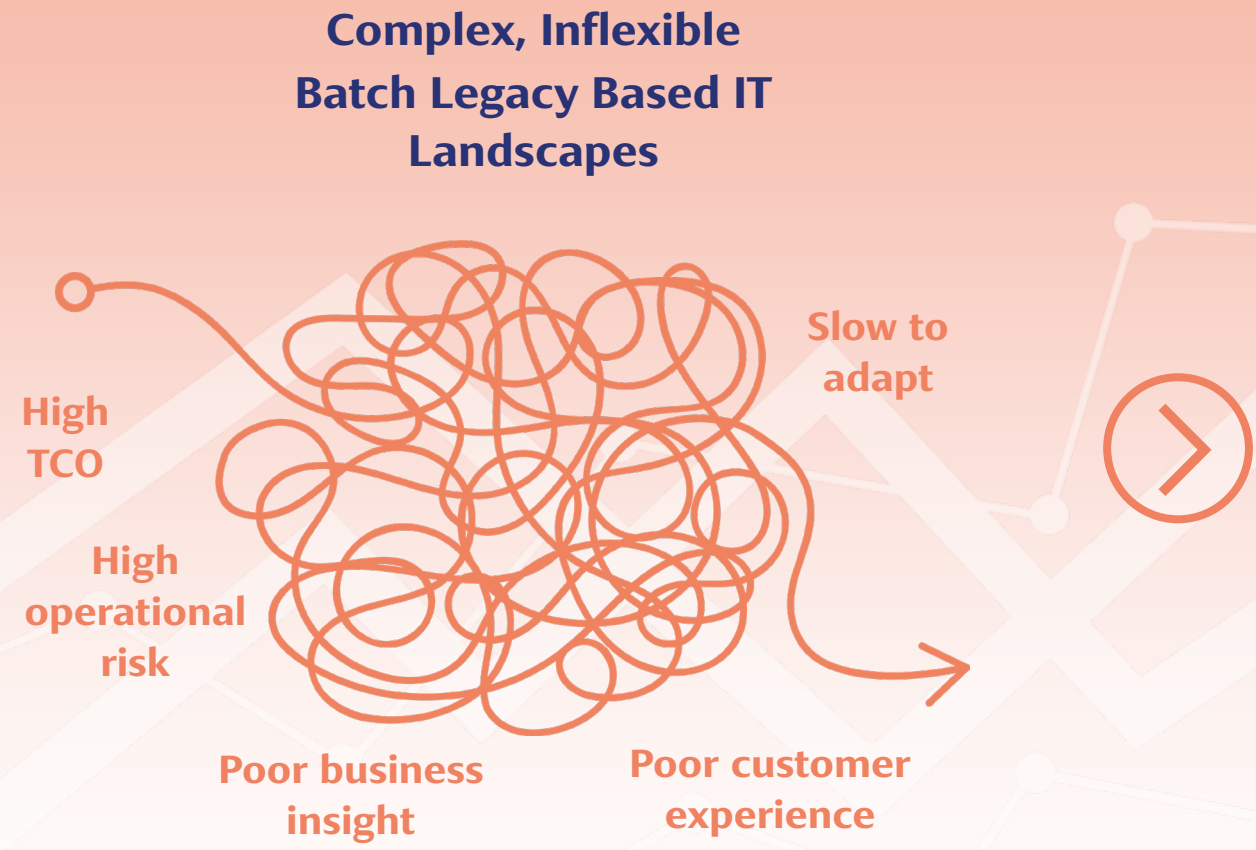 Complex, Inflexible
Batch Legacy Based IT
Landscapes
Slow to
adapt
High
TCO
High
operational
risk
Poor business
insight
Poor customer
experience